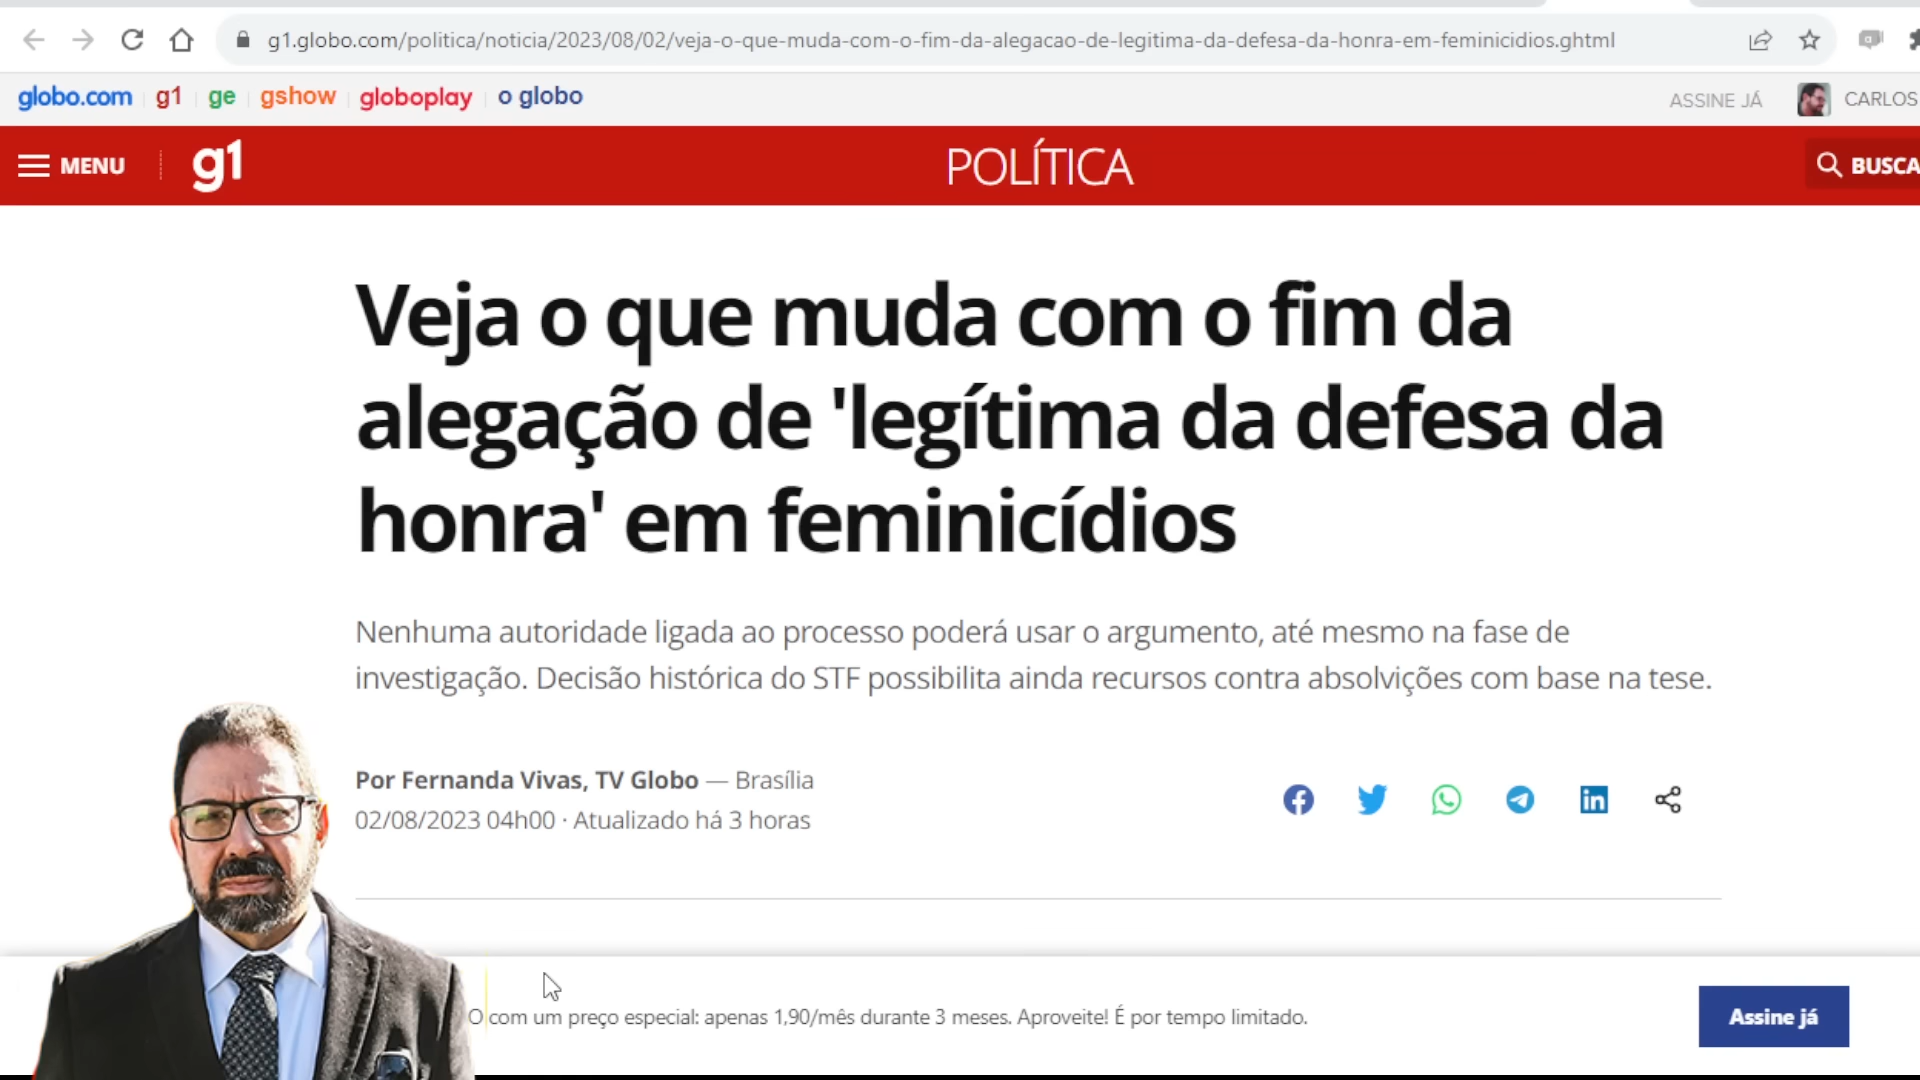 g1.globo.com/politica/noticia/2023/08/02/veja-o-que-muda-com-o-fim-da-alegacao-de-legitima-da-defesa-da-honra-em-feminicidios.ghtml
globo.com g1 ge gshow globoplay o globo ASSINE JÁ CARLOS
MENU g1 POLÍTICA BUSCA
Veja o que muda com o fim da
alegação de 'legítima da defesa da
honra' em feminicídios
Nenhuma autoridade ligada ao processo poderá usar o argumento, até mesmo na fase de
investigação. Decisão histórica do STF possibilita ainda recursos contra absolvições com base na tese.
Por Fernanda Vivas, TV Globo — Brasília
02/08/2023 04h00 · Atualizado há 3 horas
O com um preço especial: apenas 1,90/mês durante 3 meses. Aproveite! É por tempo limitado.
Assine já